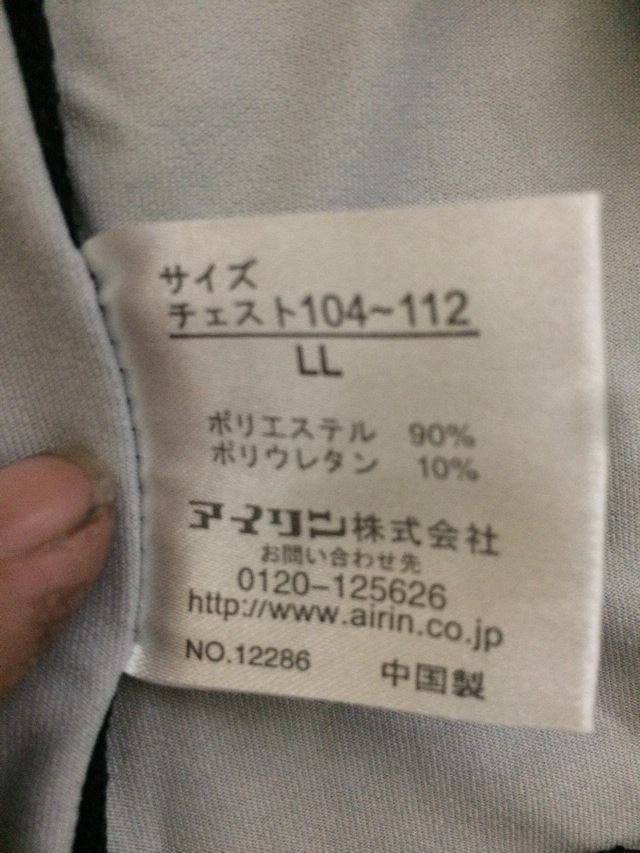 サイズ
チェスト104~112
LL
ポリエステル 90%
ポリウレタン 10%
アイリン株式会社
お問い合わせ先
0120-125626
http://www.airin.co.jp
NO.12286 中国製